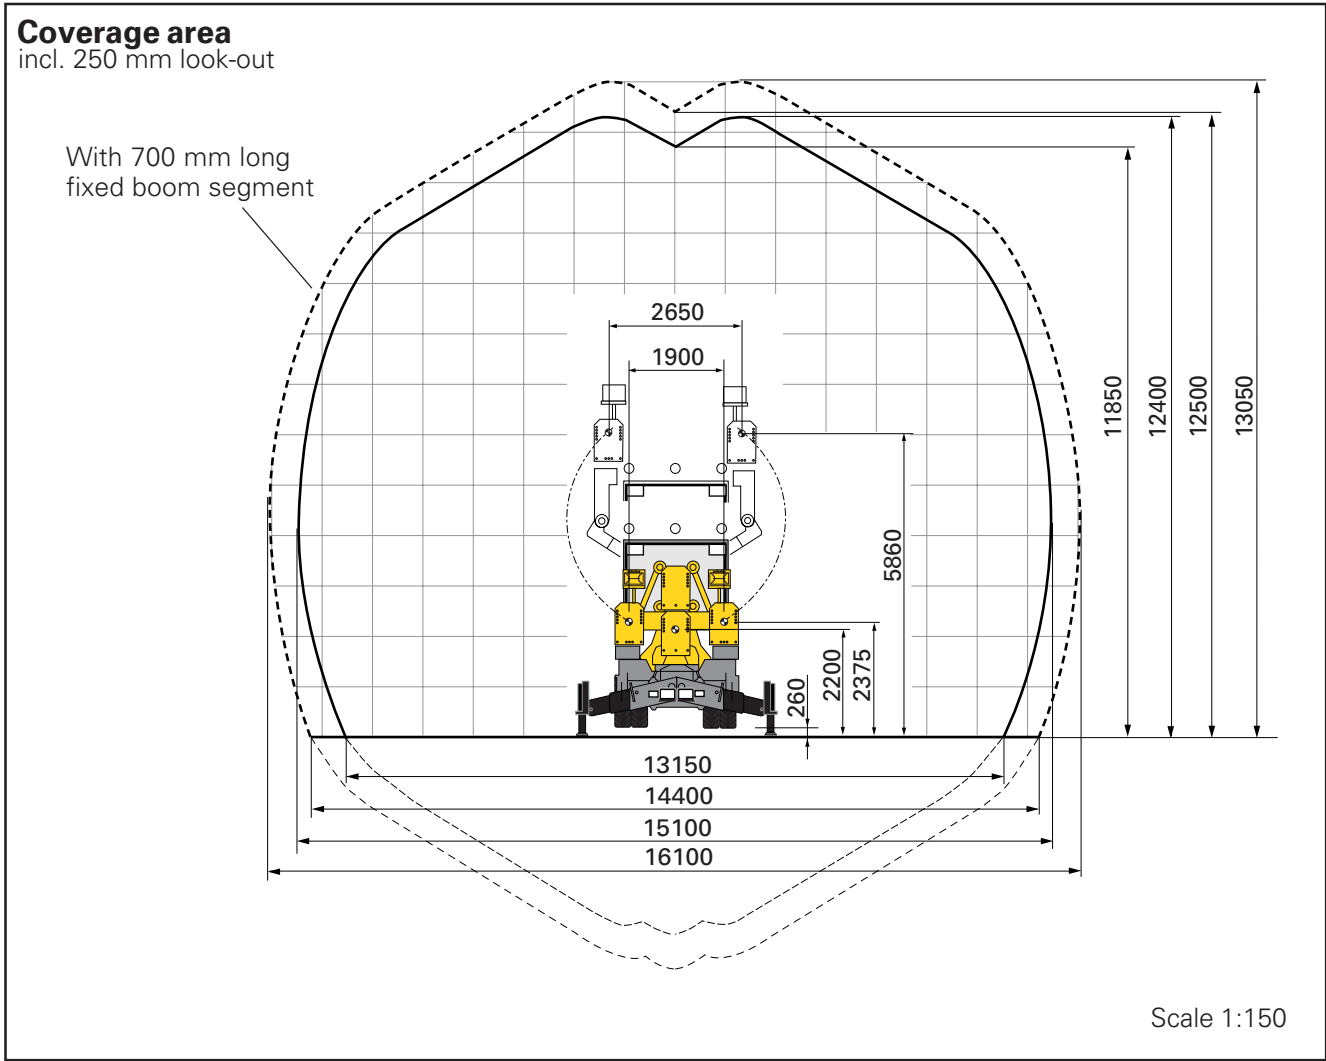 Coverage area
incl. 250 mm look-out
With 700 mm long
fixed boom segment
2650
1900
11850
12400
12500
13050
5860
260
2200
2375
13150
14400
15100
16100
Scale 1:150